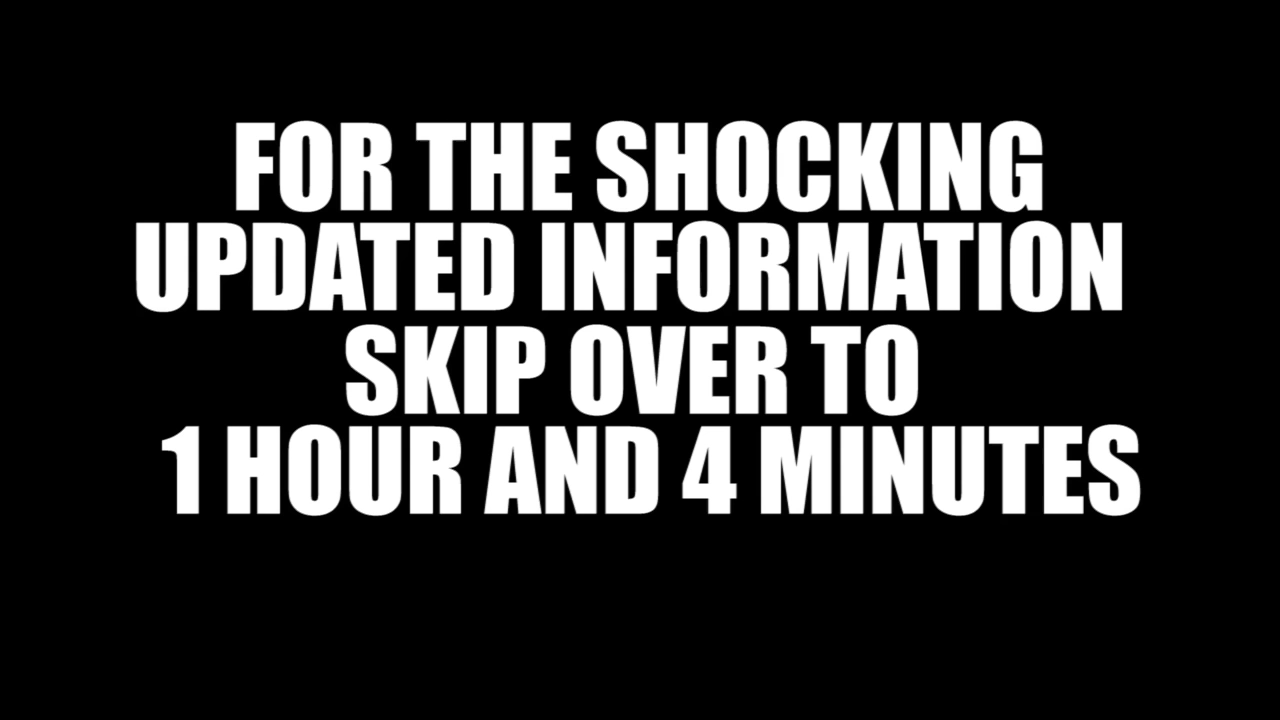 FOR THE SHOCKING
UPDATED INFORMATION
SKIP OVER TO
1 HOUR AND 4 MINUTES